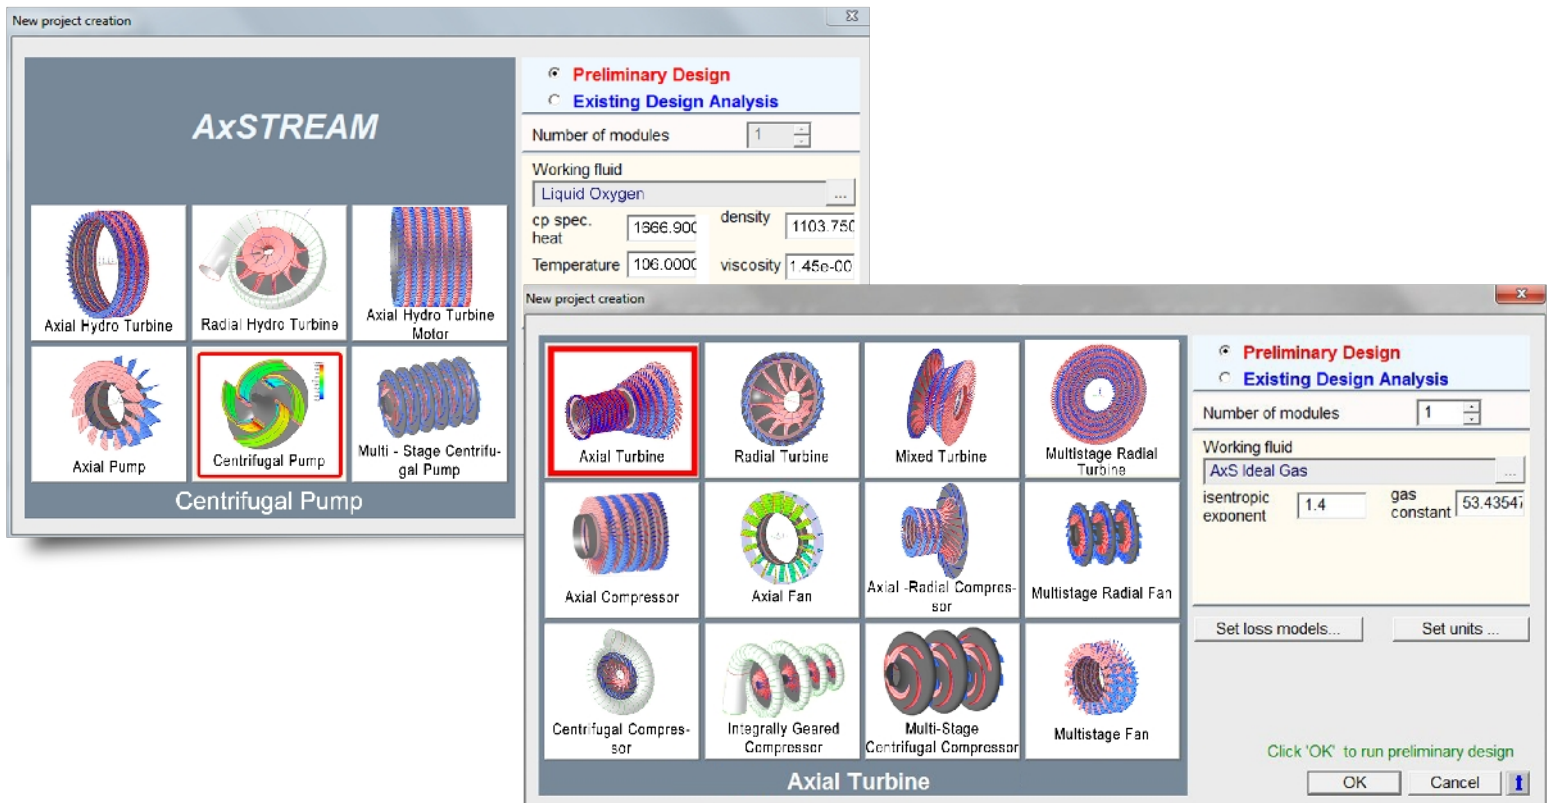 New project creation
AxSTREAM
Preliminary Design
Existing Design Analysis
Number of modules
1
Working fluid
Liquid Oxygen
...
cp spec.
heat
1666.900
density
1103.750
Temperature
106.0000
viscosity
1.45e-00
Axial Hydro Turbine
Radial Hydro Turbine
Axial Hydro Turbine
Motor
Axial Pump
Centrifugal Pump
Multi - Stage Centrifu-
gal Pump
Centrifugal Pump
New project creation
Axial Turbine
Radial Turbine
Mixed Turbine
Multistage Radial
Turbine
Axial Compressor
Axial Fan
Axial -Radial Compres-
sor
Multistage Radial Fan
Centrifugal Compres-
sor
Integrally Geared
Compressor
Multi-Stage
Centrifugal Compressor
Multistage Fan
Axial Turbine
Preliminary Design
Existing Design Analysis
Number of modules
1
Working fluid
AxS Ideal Gas
...
isentropic
exponent
1.4
gas
constant
53.43547
Set loss models...
Set units ...
Click 'OK' to run preliminary design
OK
Cancel